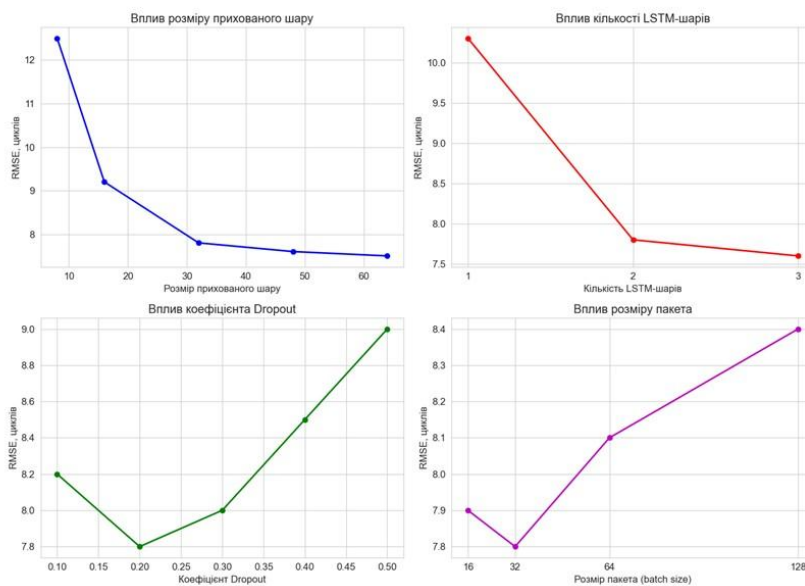 Вплив розміру прихованого шару
12
11
10
9
8
RMSE, циклів
10 20 30 40 50 60
Розмір прихованого шару
Вплив кількості LSTM-шарів
10.0
9.5
9.0
8.5
8.0
7.5
RMSE, циклів
1 2 3
Кількість LSTM-шарів
Вплив коефіцієнта Dropout
9.0
8.8
8.6
8.4
8.2
8.0
7.8
RMSE, циклів
0.10 0.15 0.20 0.25 0.30 0.35 0.40 0.45 0.50
Коефіцієнт Dropout
Вплив розміру пакета
8.4
8.3
8.2
8.1
8.0
7.9
7.8
RMSE, циклів
16 32 64 128
Розмір пакета (batch size)